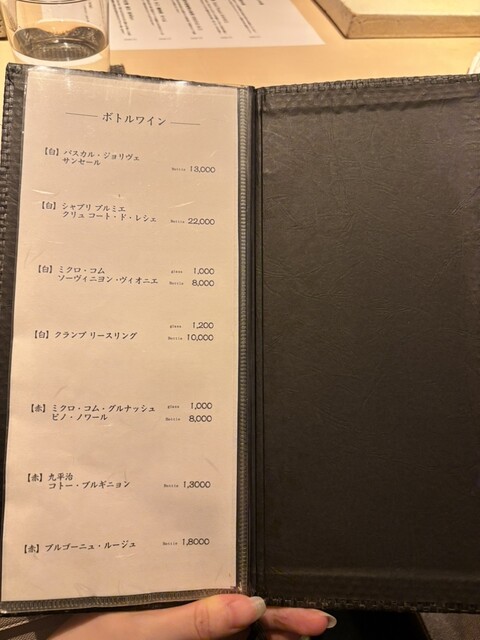 ボトルワイン
【白】パスカル・ジョリヴェ
サンセール Bottle 13,000
【白】シャブリ プルミエ
クリュ コート・ド・レシェ Bottle 22,000
【白】ミクロ・コム glass 1,000
ソーヴィニヨン・ヴィオニエ Bottle 8,000
glass 1,200
【白】クランプ リースリング Bottle 10,000
【赤】ミクロ・コム・グルナッシュ glass 1,000
ピノ・ノワール Bottle 8,000
【赤】九平治
コトー・ブルギニョン Bottle 1,3000
【赤】ブルゴーニュ・ルージュ Bottle 1,8000